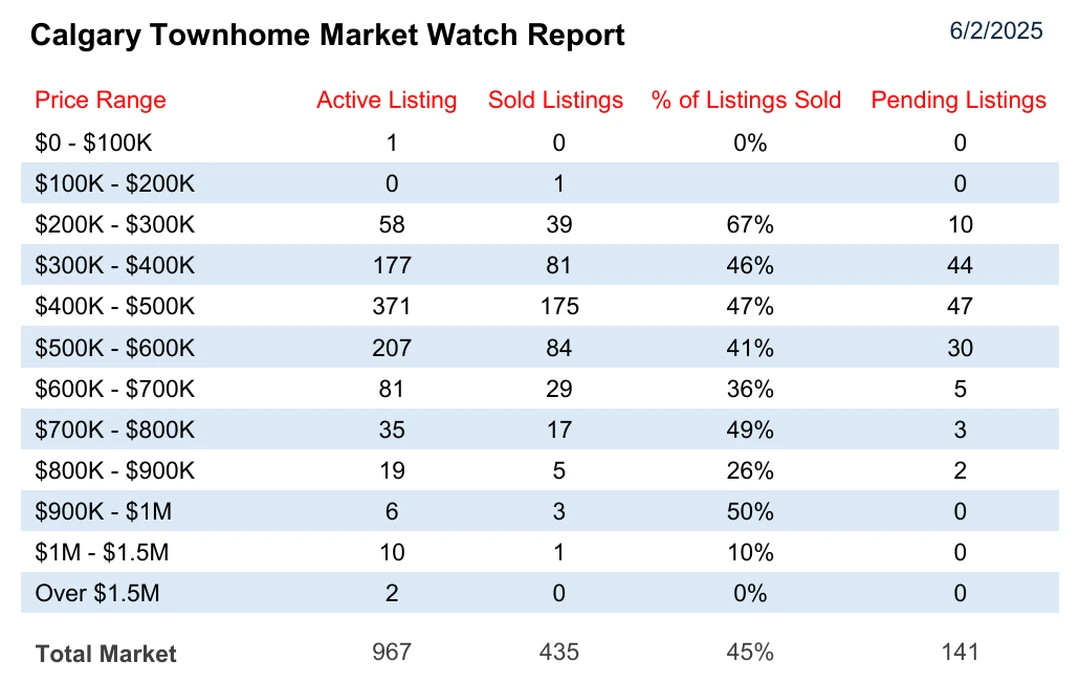 Calgary Townhome Market Watch Report 6/2/2025
Price Range Active Listing Sold Listings % of Listings Sold Pending Listings
$0 - $100K 1 0 0% 0
$100K - $200K 0 1 0
$200K - $300K 58 39 67% 10
$300K - $400K 177 81 46% 44
$400K - $500K 371 175 47% 47
$500K - $600K 207 84 41% 30
$600K - $700K 81 29 36% 5
$700K - $800K 35 17 49% 3
$800K - $900K 19 5 26% 2
$900K - $1M 6 3 50% 0
$1M - $1.5M 10 1 10% 0
Over $1.5M 2 0 0% 0
Total Market 967 435 45% 141